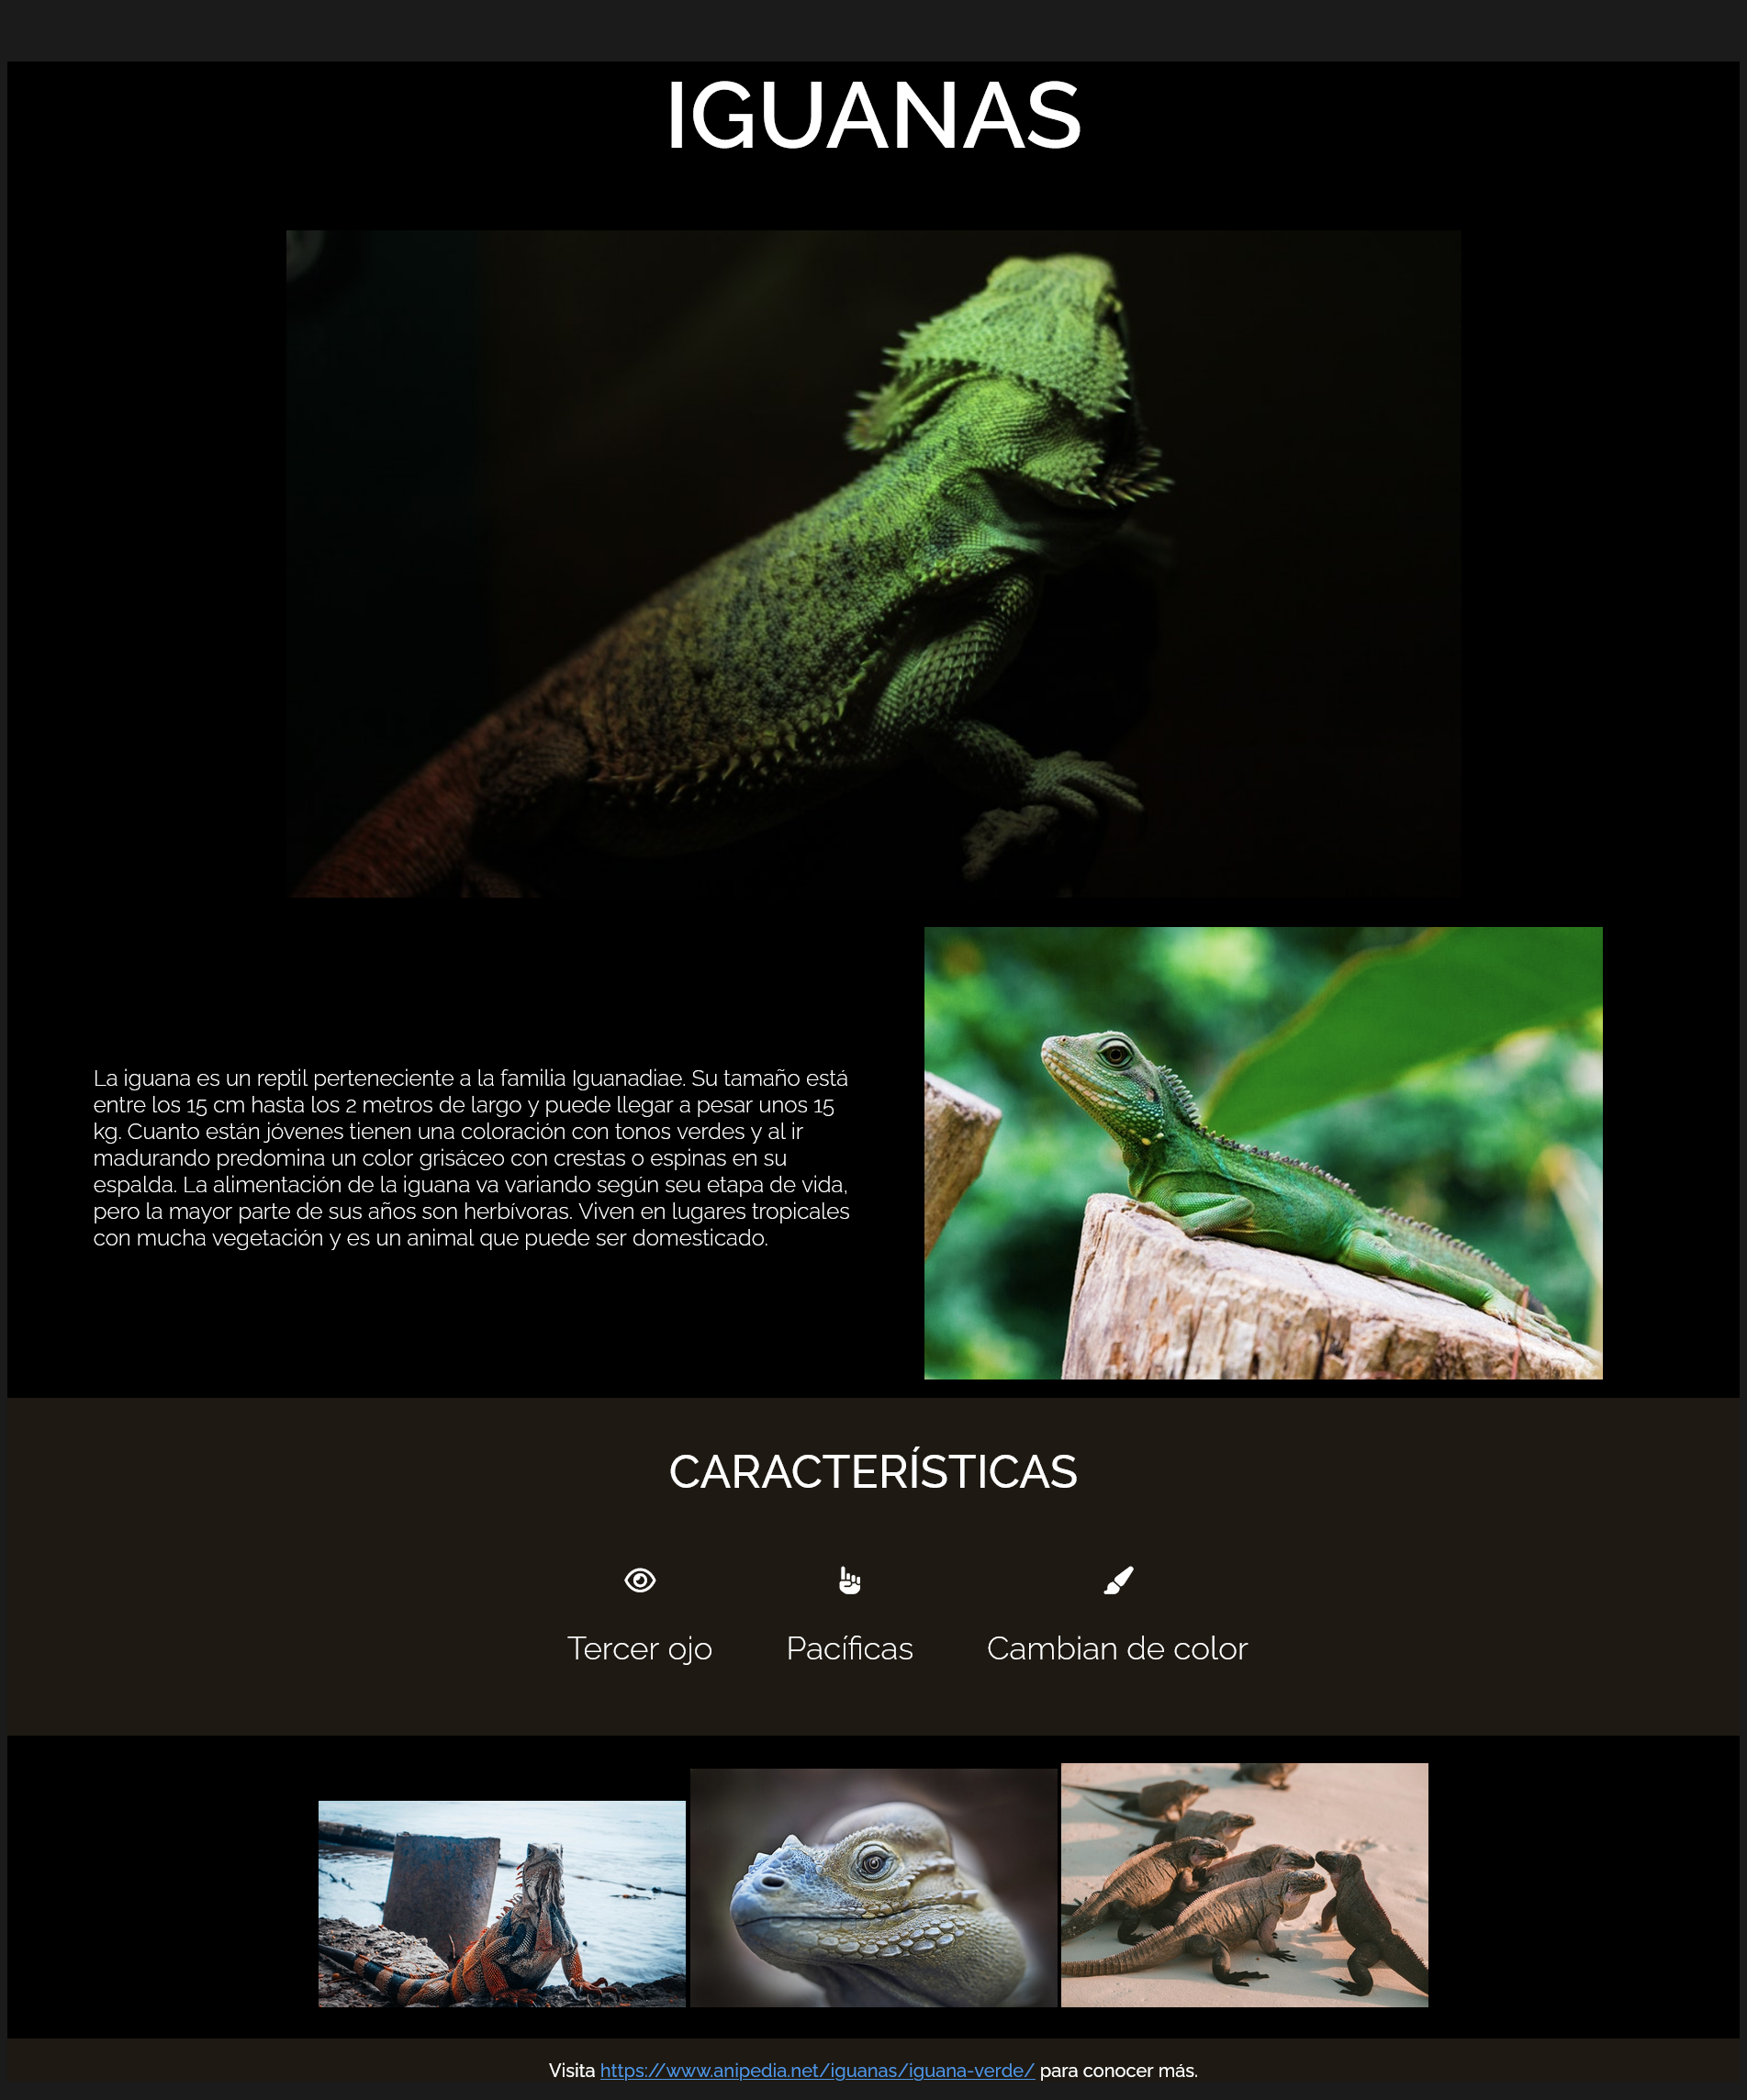 IGUANAS
La iguana es un reptil perteneciente a la familia Iguanadiae. Su tamaño está
entre los 15 cm hasta los 2 metros de largo y puede llegar a pesar unos 15
kg. Cuanto están jóvenes tienen una coloración con tonos verdes y al ir
madurando predomina un color grisáceo con crestas o espinas en su
espalda. La alimentación de la iguana va variando según seu etapa de vida,
pero la mayor parte de sus años son herbívoras. Viven en lugares tropicales
con mucha vegetación y es un animal que puede ser domesticado.
CARACTERÍSTICAS
Tercer ojo
Pacíficas
Cambian de color
Visita https://www.anipedia.net/iguanas/iguana-verde/ para conocer más.